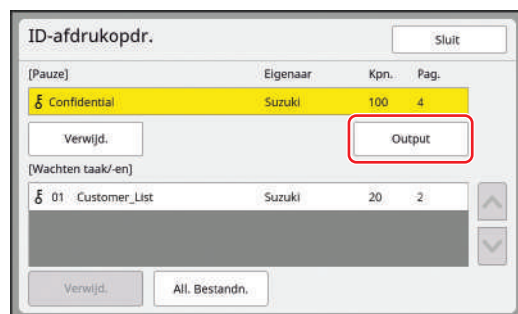 ID-afdrukopdr. Sluit
[Pauze] Eigenaar Kpn. Pag.
Confidential Suzuki 100 4
Verwijd. Output
[Wachten taak/-en]
01 Customer_List Suzuki 20 2
Verwijd. All. Bestandn.